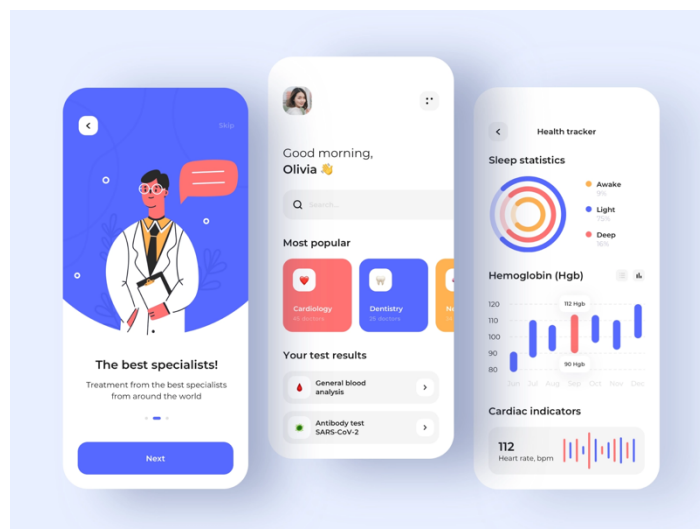 Skip
The best specialists!
Treatment from the best specialists
from around the world
Next
Good morning,
Olivia 👋
Search...
Most popular
Cardiology
Dentistry
Your test results
General blood
analysis
Antibody test
SARS-CoV-2
Health tracker
Sleep statistics
Awake
9%
Light
Deep
16%
Hemoglobin (Hgb)
120
110
100
90
80
112 Hgb
90 Hgb
Jun Jul Aug Sep Oct Nov Dec
Cardiac indicators
112
Heart rate, bpm